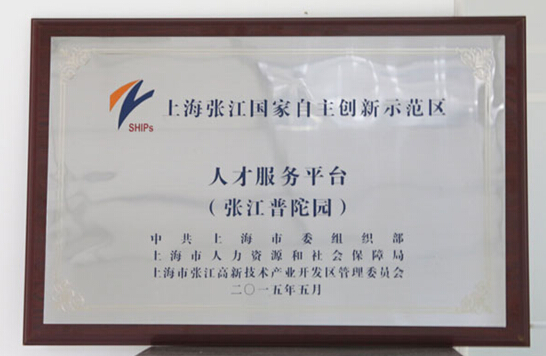 SHIPs
上海张江国家自主创新示范区
人才服务平台
（张江普陀园）
中共上海市委组织部
上海市人力资源和社会保障局
上海市张江高新技术产业开发区管理委员会
二〇一五年五月